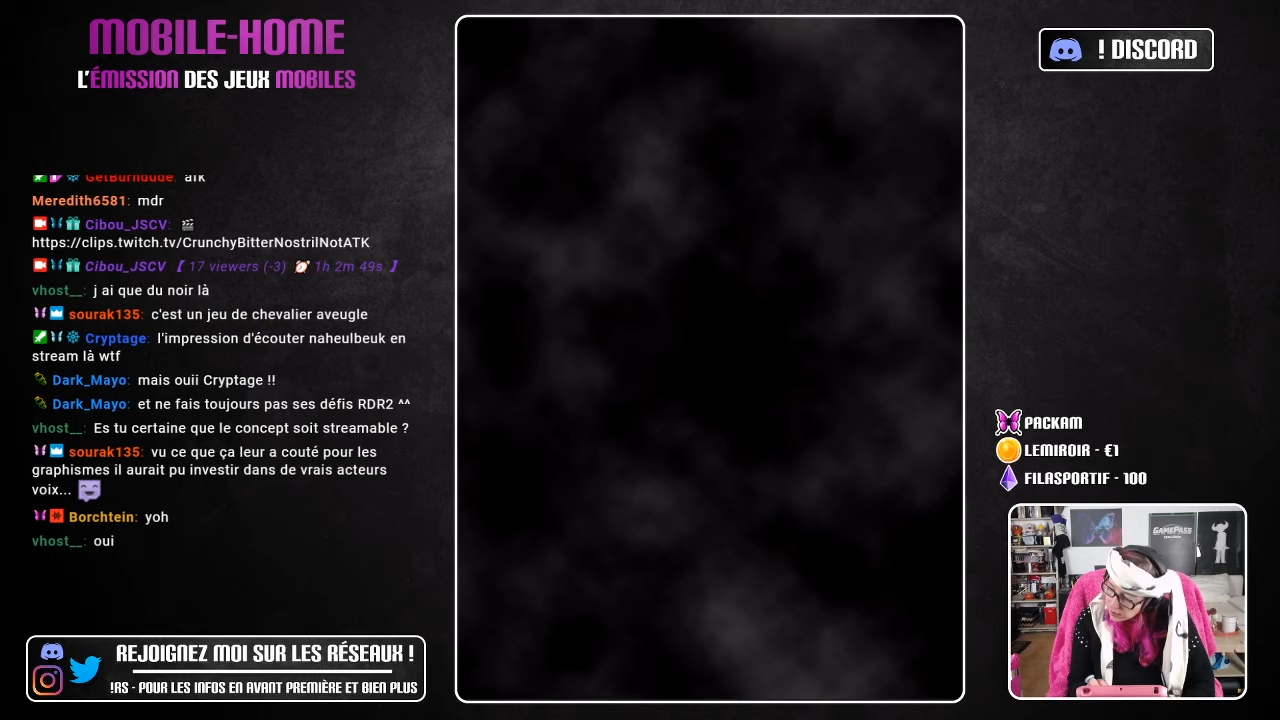 MOBILE-HOME
L'ÉMISSION DES JEUX MOBILES
! DISCORD
GetBurndude: afk
Meredith6581: mdr
Cibou_JSCV:
https://clips.twitch.tv/CrunchyBitterNostrilNotATK
Cibou_JSCV 【 17 viewers (-3) ⏰ 1h 2m 49s 】
vhost__: j ai que du noir là
sourak135: c'est un jeu de chevalier aveugle
Cryptage: l'impression d'écouter naheulbeuk en
stream là wtf
Dark_Mayo: mais ouii Cryptage !!
Dark_Mayo: et ne fais toujours pas ses défis RDR2 ^^
vhost__: Es tu certaine que le concept soit streamable ?
sourak135: vu ce que ça leur a couté pour les
graphismes il aurait pu investir dans de vrais acteurs
voix...
Borchtein: yoh
vhost__: oui
PACKAM
LEMIROIR - €1
FILASPORTIF - 100
GAMEPASS
REJOIGNEZ MOI SUR LES RÉSEAUX !
!RS - POUR LES INFOS EN AVANT PREMIÈRE ET BIEN PLUS